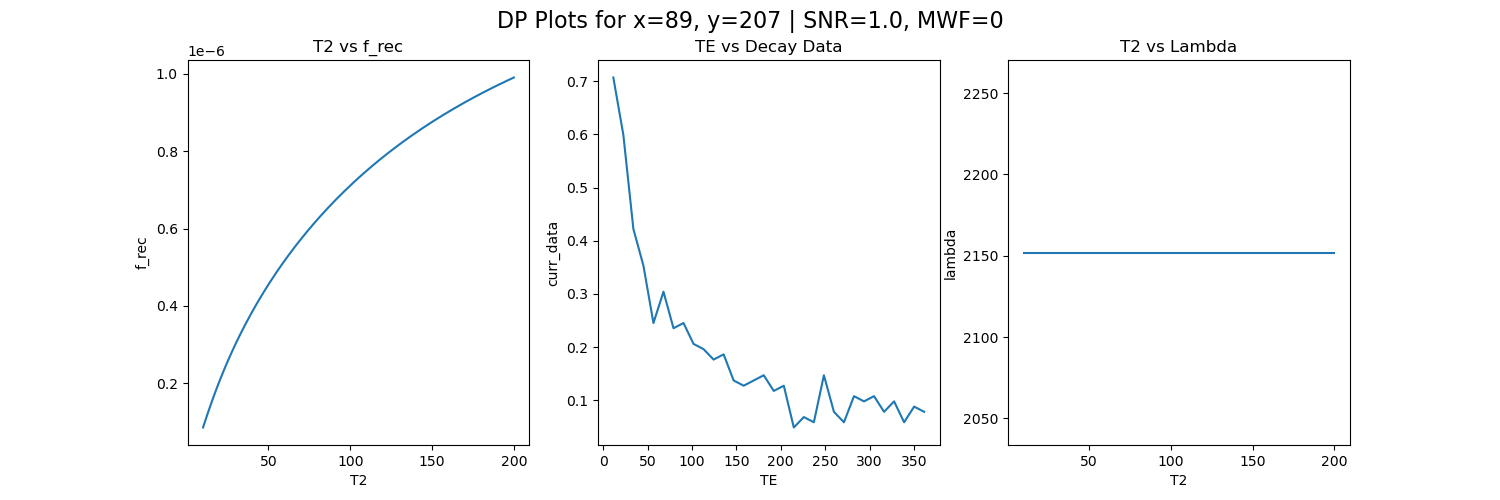 DP Plots for x=89, y=207 | SNR=1.0, MWF=0
T2 vs f_rec
1e−6
1.0
0.8
0.6
0.4
0.2
f_rec
50 100 150 200
T2
TE vs Decay Data
0.7
0.6
0.5
0.4
0.3
0.2
0.1
curr_data
0 50 100 150 200 250 300 350
TE
T2 vs Lambda
2250
2200
2150
2100
2050
lambda
50 100 150 200
T2